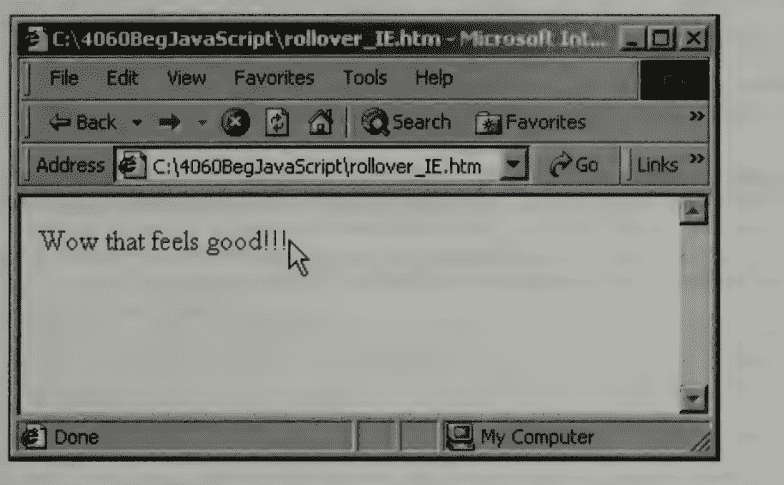 C:\4060BegJavaScript\rollover_IE.htm - Microsoft Int...
File Edit View Favorites Tools Help
Back Search Favorites »
Address C:\4060BegJavaScript\rollover_IE.htm Go Links »
Wow that feels good!!!
Done My Computer